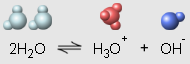 2H₂O ⇌ H₃O⁺ + OH⁻